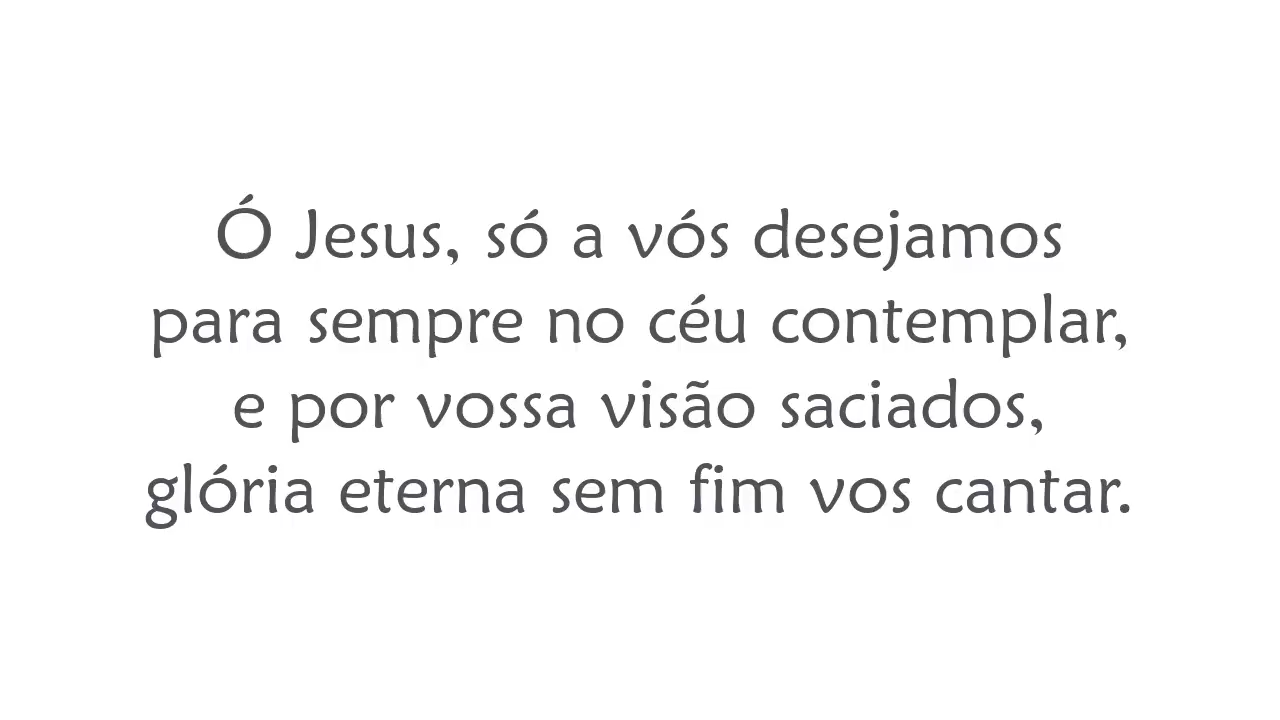 Ó Jesus, só a vós desejamos
para sempre no céu contemplar,
e por vossa visão saciados,
glória eterna sem fim vos cantar.